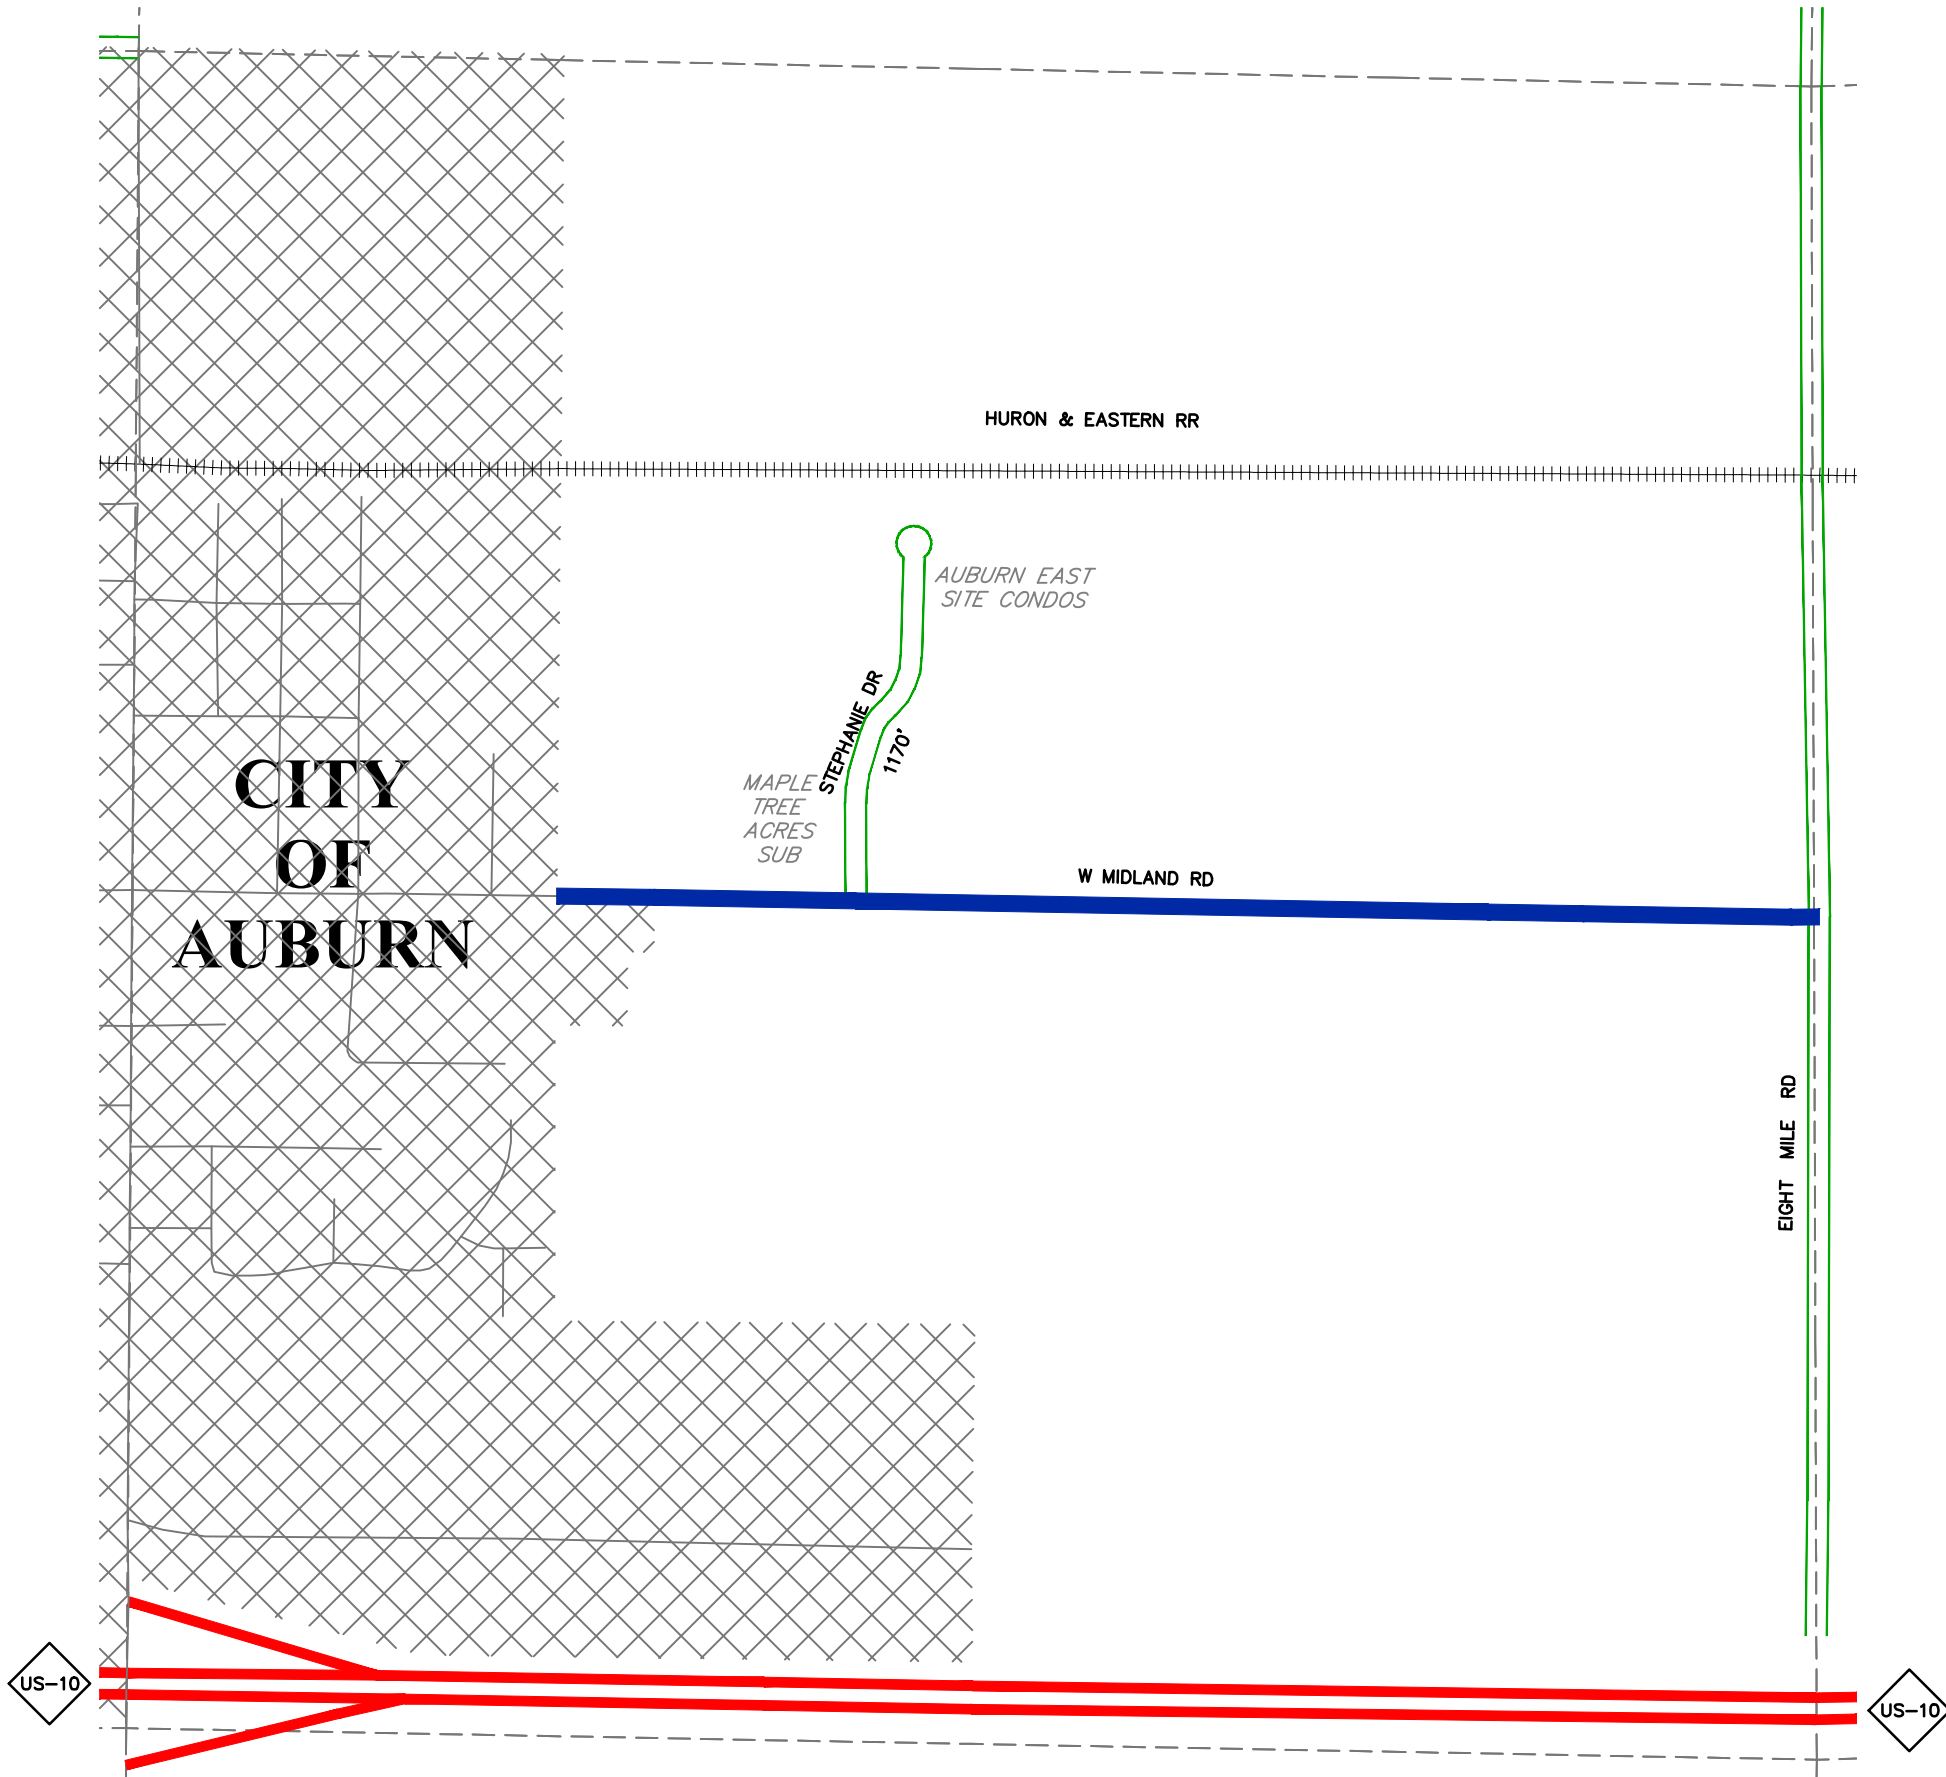 HURON & EASTERN RR
AUBURN EAST
SITE CONDOS
STEPHANIE DR
1170'
MAPLE
TREE
ACRES
SUB
CITY
OF
AUBURN
W MIDLAND RD
EIGHT MILE RD
US-10
US-10